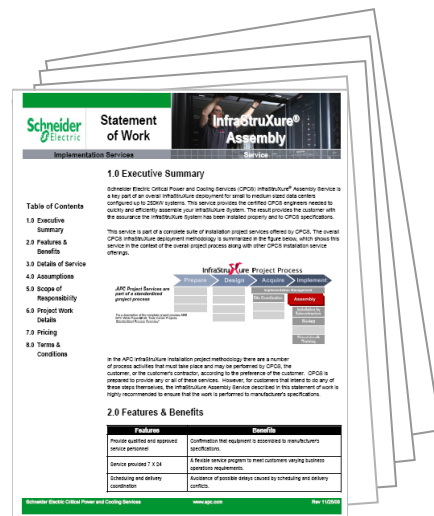 Schneider
Electric
Statement
of Work
InfraStruXure®
Assembly
Implementation Services
Service
Table of Contents
1.0 Executive
Summary
2.0 Features &
Benefits
3.0 Details of Service
4.0 Assumptions
5.0 Scope of
Responsibility
6.0 Project Work
Details
7.0 Pricing
8.0 Terms &
Conditions
1.0 Executive Summary
Schneider Electric Critical Power and Cooling Services (CPCS) InfraStruXure® Assembly Service is
a key part of an overall InfraStruXure deployment for small to medium sized data centers
configured up to 250KW systems. This service provides the certified CPCS engineers needed to
quickly and efficiently assemble your InfraStruXure System. The result provides the customer with
the assurance the InfraStruXure System has been installed properly and to CPCS specifications.
This service is part of a complete suite of installation project services offered by CPCS. The overall
CPCS InfraStruXure deployment methodology is summarized in the figure below, which shows this
service in the context of the overall project along with other CPCS installation service
offerings.
InfraStruXure Project Process
Prepare
Design
Acquire
Implement
APC Project Services are
part of a standardized
project process
Implementation Management
Site Coordination
Assembly
In the APC InfraStruXure installation project methodology there are a number
of process activities that must take place and may be performed by CPCS, the
customer, or the customer's contractor, according to the preference of the customer. CPCS is
prepared to provide any or all of these services. However, for customers that intend to do any of
these steps themselves, the InfraStruXure Assembly Service described in this statement of work is
highly recommended to ensure that the work is performed to manufacturer's specifications.
2.0 Features & Benefits
Features
Benefits
Provide qualified and approved
service personnel
Confirmation that equipment is assembled to manufacturer's
specifications.
Service provided 7 X 24
A flexible service program to meet customers varying business
operations requirements.
Scheduling and delivery
coordination
Avoidance of possible delays caused by scheduling and delivery
conflicts.
Schneider Electric Critical Power and Cooling Services
www.apc.com
Rev 11/25/09